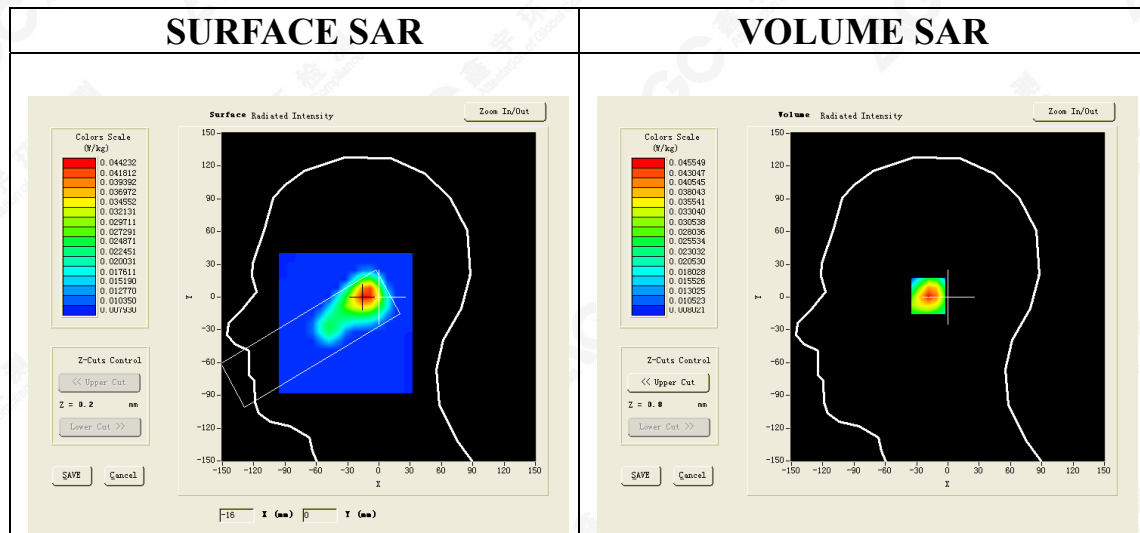 SURFACE SAR
VOLUME SAR
Surface Radiated Intensity
Zoom In/Out
Colors Scale
(W/kg)
0.044232
0.041812
0.039392
0.036972
0.034552
0.032131
0.029711
0.027291
0.024871
0.022451
0.020031
0.017611
0.015190
0.012770
0.010350
0.007930
150
120
90
60
30
0
-30
-60
-90
-120
-150
Y
-150 -120 -90 -60 -30 0 30 60 90 120 150
X
Z-Cuts Control
<< Upper Cut
Z = 0.2 mm
Lower Cut >>
SAVE
Cancel
-16 X (mm) 0 Y (mm)
Volume Radiated Intensity
Zoom In/Out
Colors Scale
(W/kg)
0.045549
0.043047
0.040545
0.038043
0.035541
0.033040
0.030538
0.028036
0.025534
0.023032
0.020530
0.018028
0.015526
0.013025
0.010523
0.008021
150
120
90
60
30
0
-30
-60
-90
-120
-150
Y
-150 -120 -90 -60 -30 0 30 60 90 120 150
X
Z-Cuts Control
<< Upper Cut
Z = 0.8 mm
Lower Cut >>
SAVE
Cancel